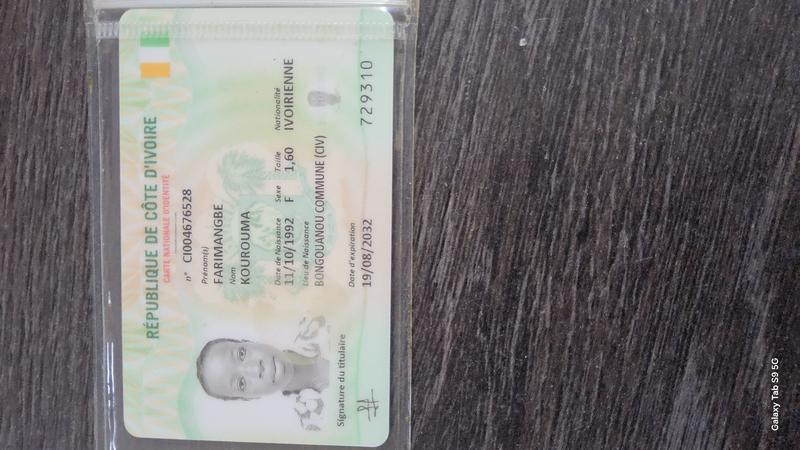 RÉPUBLIQUE DE CÔTE D'IVOIRE
CARTE NATIONALE D'IDENTITÉ
n° CI004676528
Prénom(s)
FARIMANGBE
Nom
KOUROUMA
Date de Naissance Sexe Taille Nationalité
11/10/1992 F 1,60 IVOIRIENNE
Lieu de Naissance
BONGOUANOU COMMUNE (CIV)
Date d'expiration
19/08/2032
729310
Signature du titulaire
Galaxy Tab S9 5G